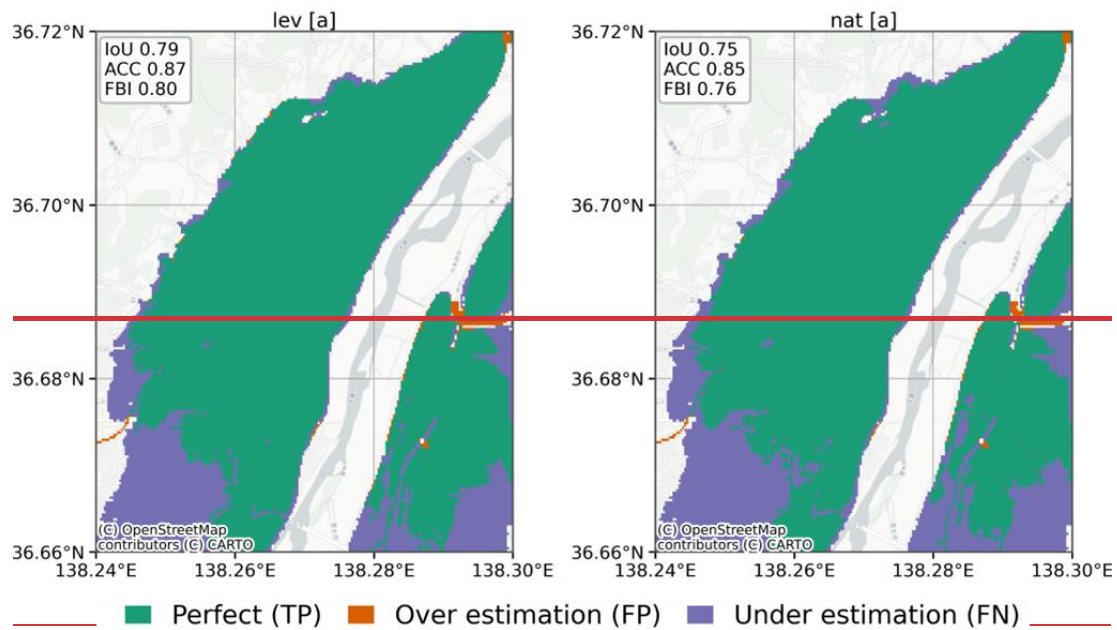 lev [a]
nat [a]
36.72°N
IoU 0.79
ACC 0.87
FBI 0.80
36.72°N
IoU 0.75
ACC 0.85
FBI 0.76
36.70°N
36.70°N
36.68°N
36.68°N
36.66°N
(C) OpenStreetMap
contributors (C) CARTO
36.66°N
(C) OpenStreetMap
contributors (C) CARTO
138.24°E 138.26°E 138.28°E 138.30°E
138.24°E 138.26°E 138.28°E 138.30°E
Perfect (TP) Over estimation (FP) Under estimation (FN)